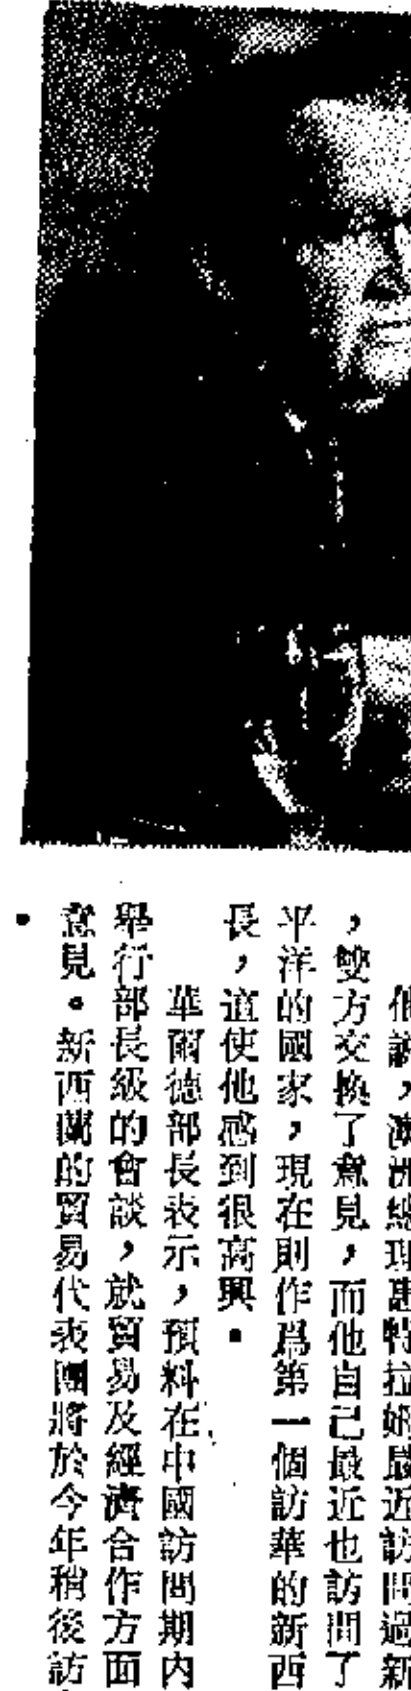 他說，澳洲總理惠特拉姆最近訪問過新
，雙方交換了意見，而他自己最近也訪問了
平洋的國家，現在則作爲第一個訪華的新西
長，這使他感到很高興。
華爾德部長表示，預料在中國訪問期内
舉行部長級的會談，就貿易及經濟合作方面
意見。新西蘭的貿易代表團將於今年稍後訪
。